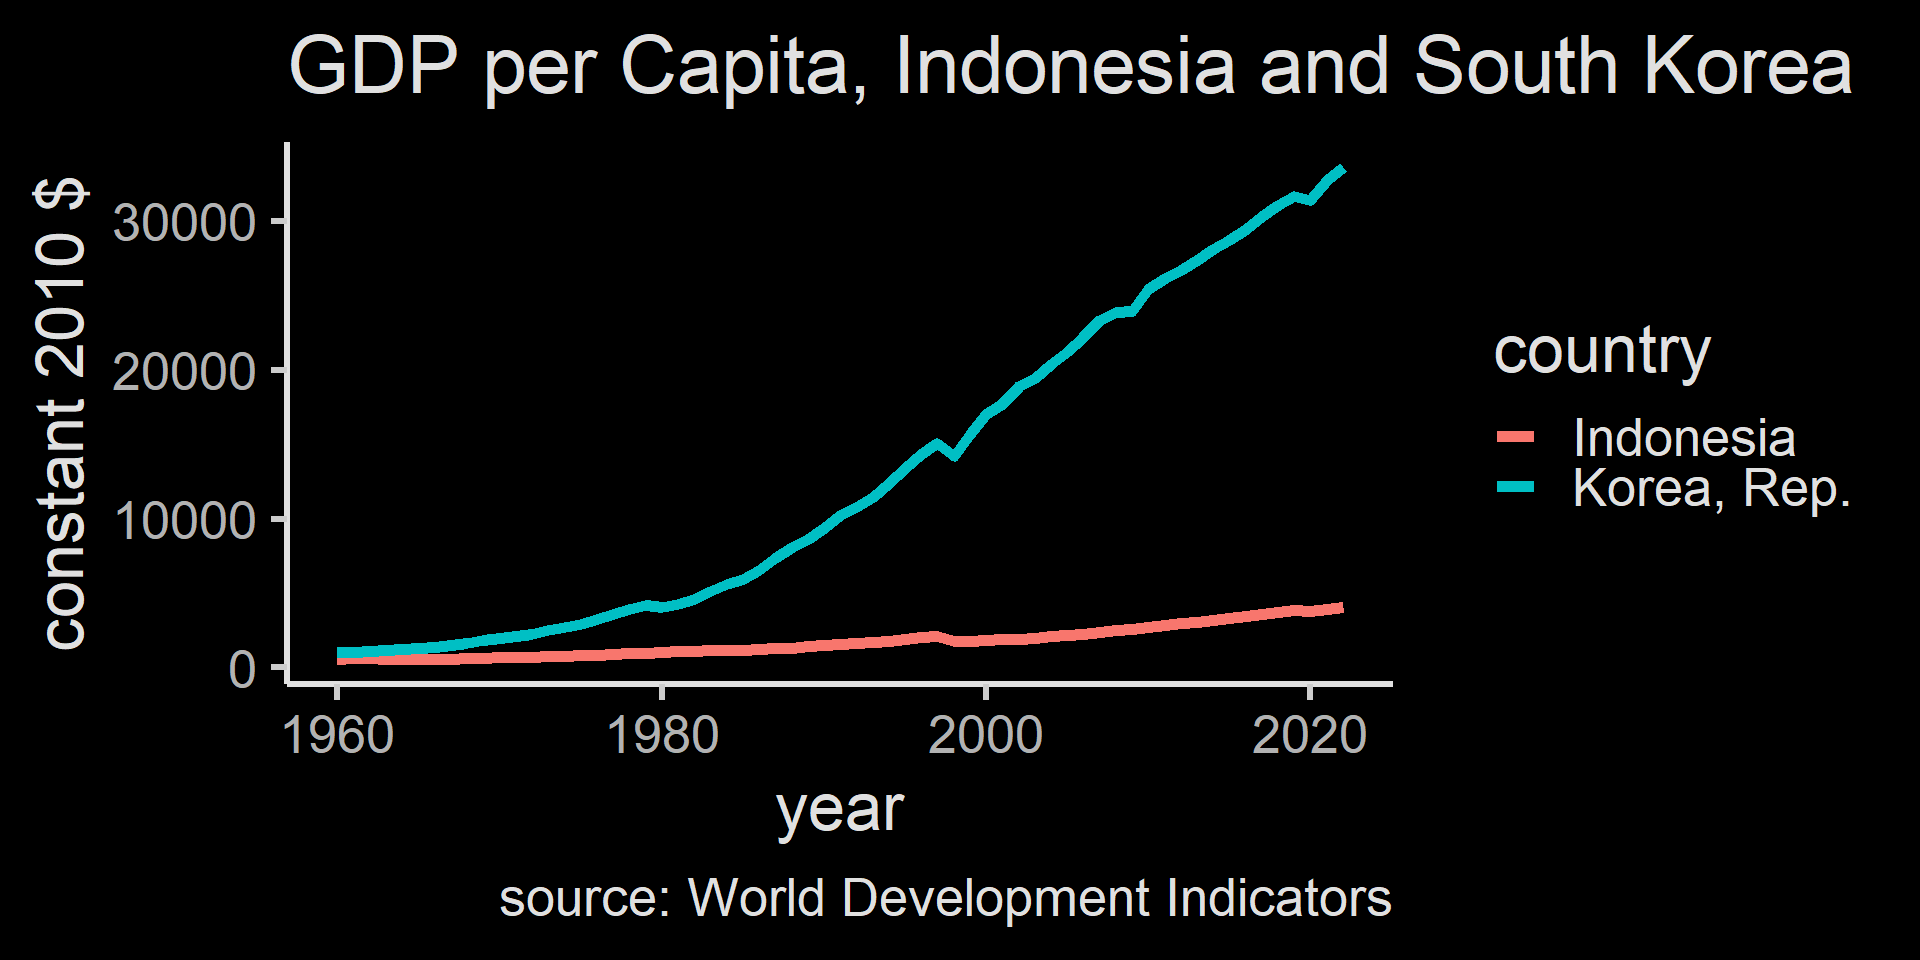 GDP per Capita, Indonesia and South Korea
constant 2010 $
30000
20000
10000
0
1960 1980 2000 2020
year
country
Indonesia
Korea, Rep.
source: World Development Indicators